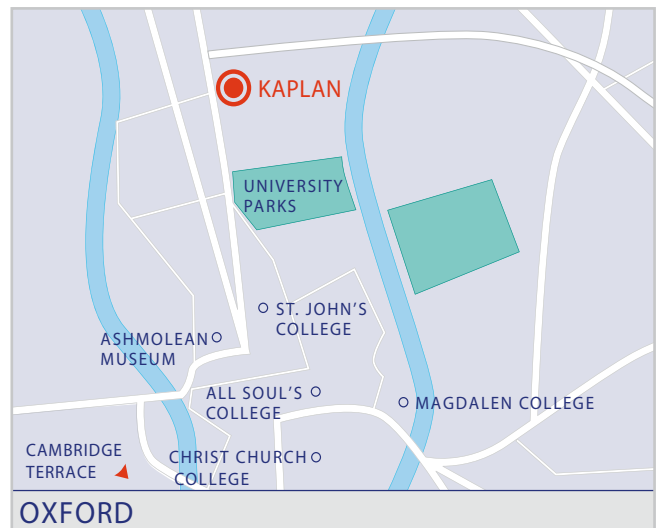 KAPLAN
UNIVERSITY
PARKS
ST. JOHN'S
COLLEGE
ASHMOLEAN
MUSEUM
ALL SOUL'S
COLLEGE
MAGDALEN COLLEGE
CAMBRIDGE
TERRACE
CHRIST CHURCH
COLLEGE
OXFORD